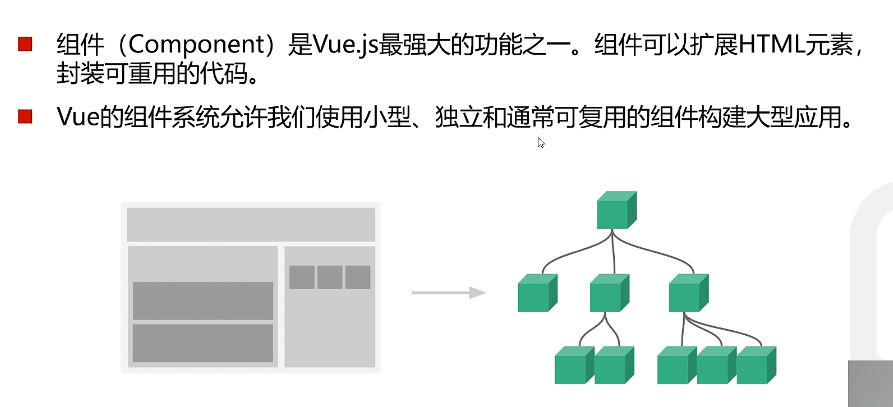 组件（Component）是Vue.js最强大的功能之一。组件可以扩展HTML元素，
封装可重用的代码。
Vue的组件系统允许我们使用小型、独立和通常可复用的组件构建大型应用。